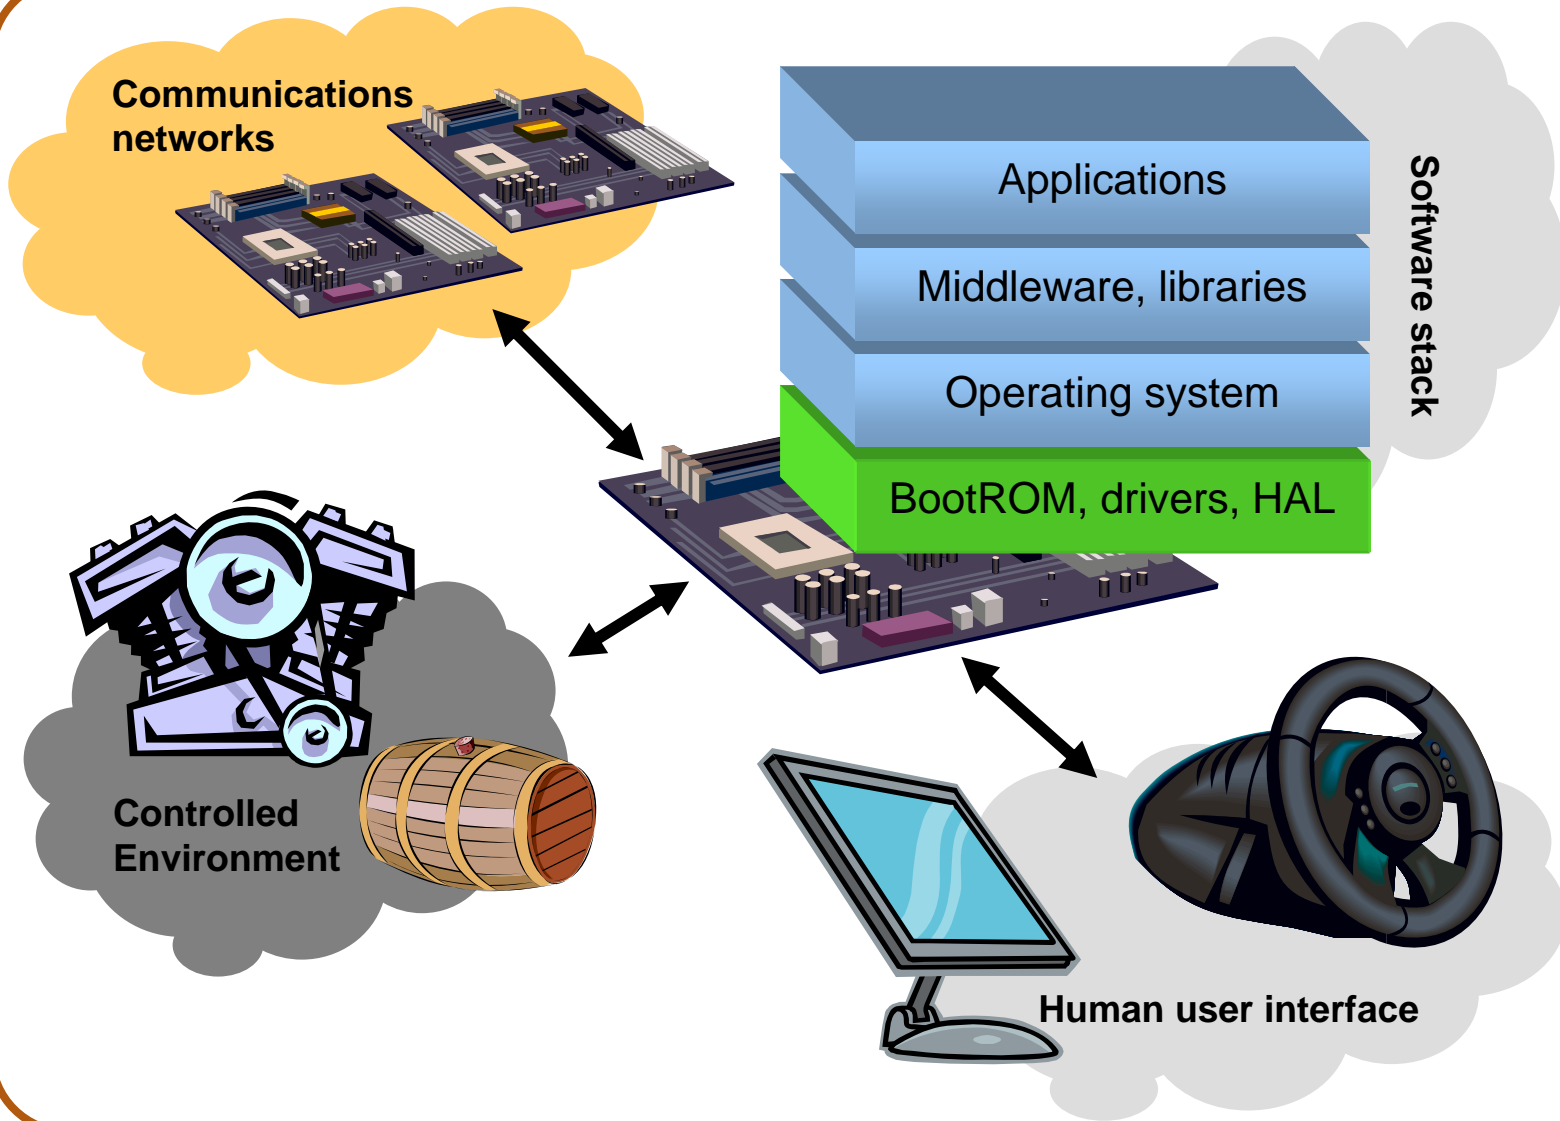 Communications
networks
Applications
Middleware, libraries
Operating system
BootROM, drivers, HAL
Software stack
Controlled
Environment
Human user interface